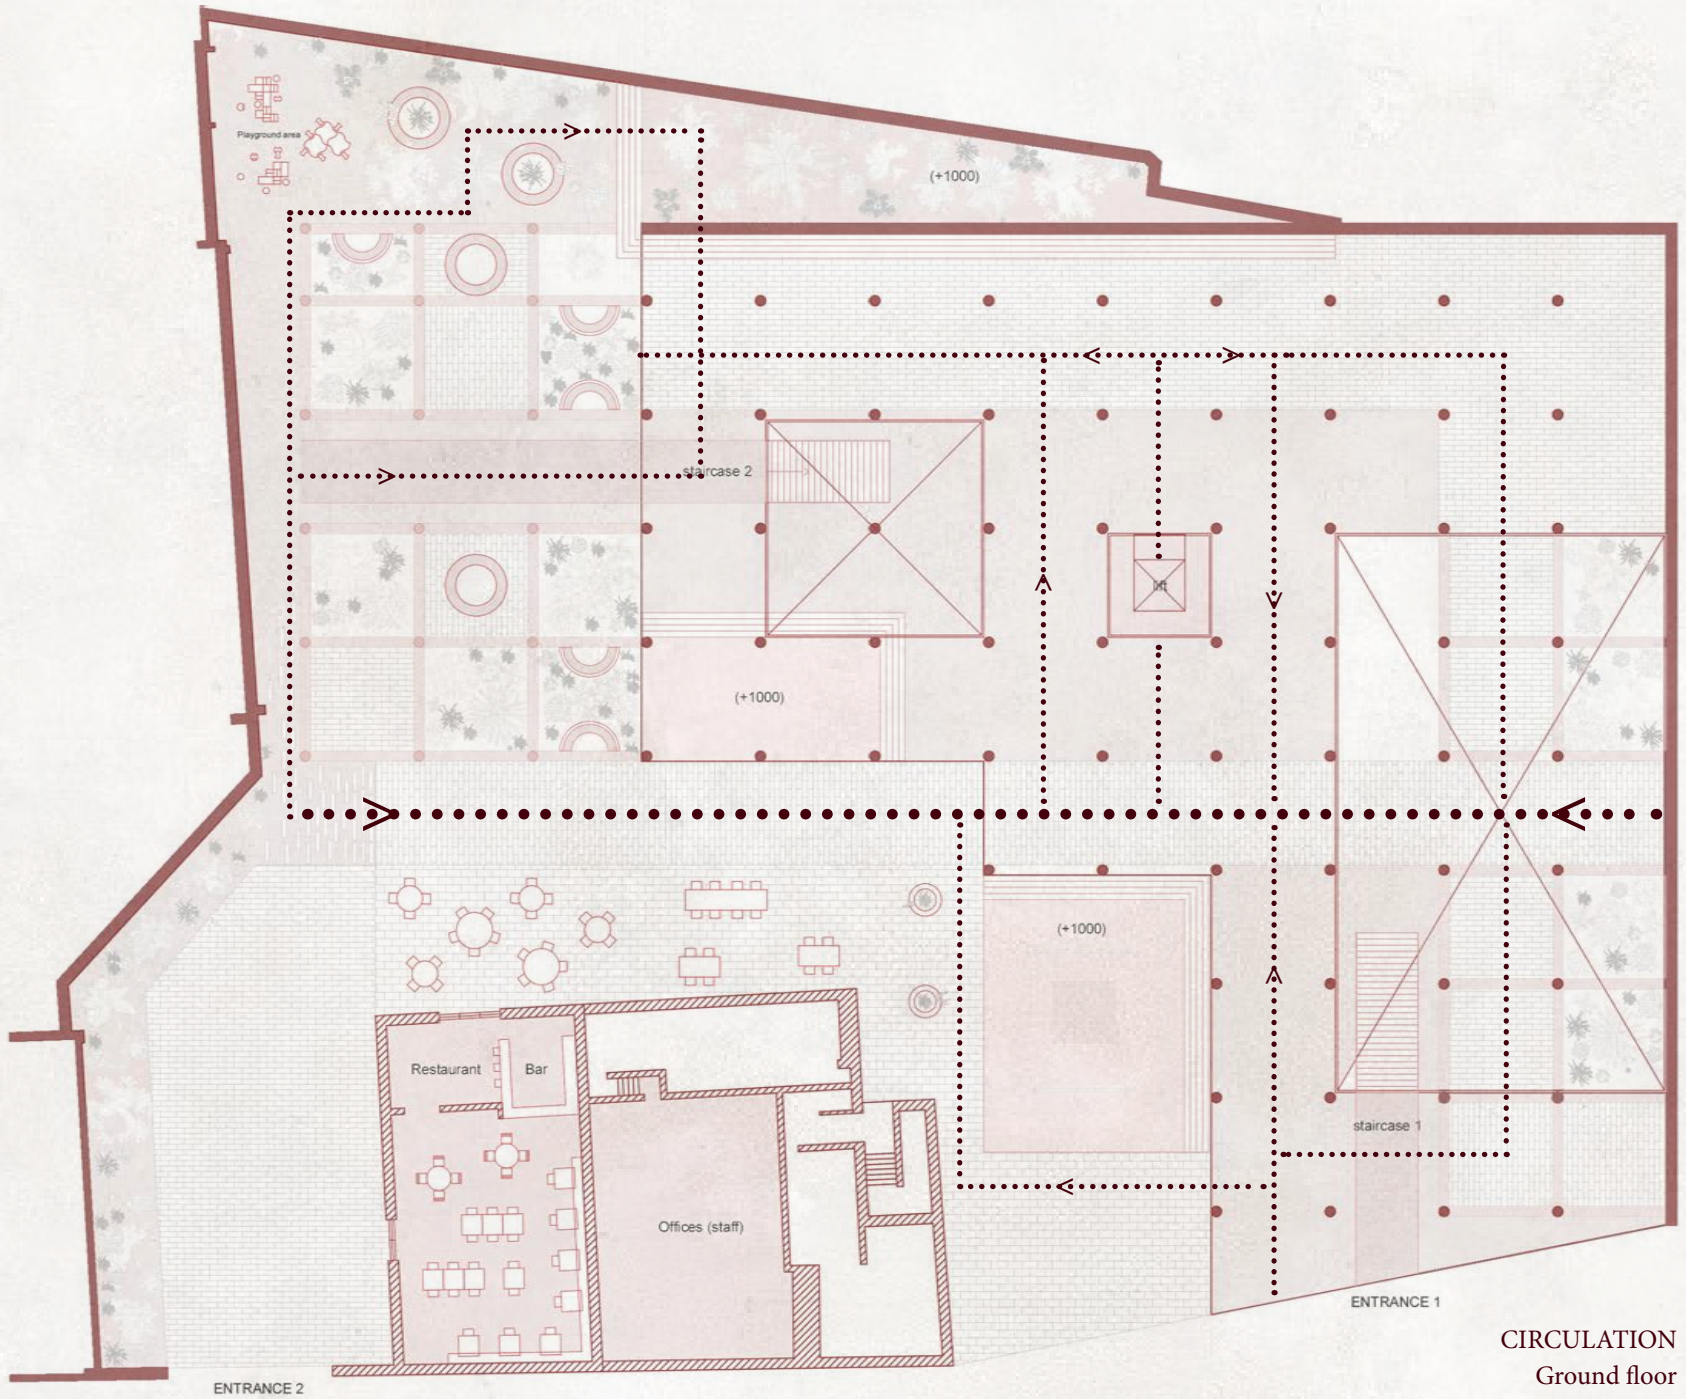 Playground area
(+1000)
staircase 2
lift
(+1000)
(+1000)
Restaurant
Bar
staircase 1
Offices (staff)
ENTRANCE 1
CIRCULATION
Ground floor
ENTRANCE 2